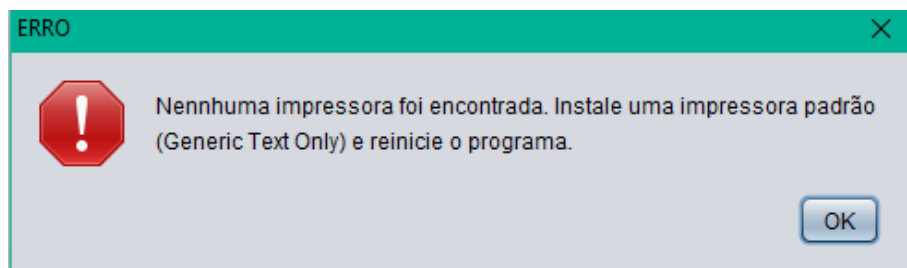 ERRO
Nennhuma impressora foi encontrada. Instale uma impressora padrão
(Generic Text Only) e reinicie o programa.
OK